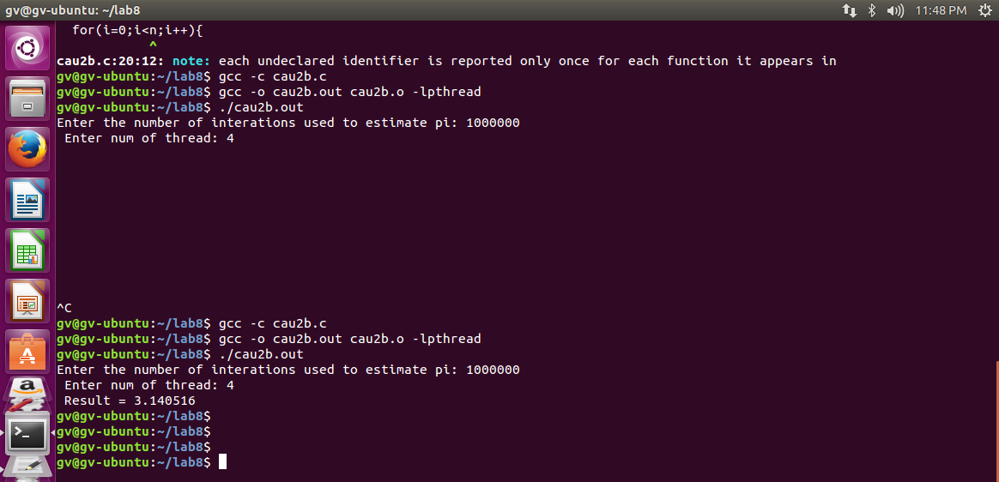 gv@gv-ubuntu: ~/lab8
11:48 PM
for(i=0;i<n;i++){
^
cau2b.c:20:12: note: each undeclared identifier is reported only once for each function it appears in
gv@gv-ubuntu:~/lab8$ gcc -c cau2b.c
gv@gv-ubuntu:~/lab8$ gcc -o cau2b.out cau2b.o -lpthread
gv@gv-ubuntu:~/lab8$ ./cau2b.out
Enter the number of interations used to estimate pi: 1000000
Enter num of thread: 4
^C
gv@gv-ubuntu:~/lab8$ gcc -c cau2b.c
gv@gv-ubuntu:~/lab8$ gcc -o cau2b.out cau2b.o -lpthread
gv@gv-ubuntu:~/lab8$ ./cau2b.out
Enter the number of interations used to estimate pi: 1000000
Enter num of thread: 4
Result = 3.140516
gv@gv-ubuntu:~/lab8$
gv@gv-ubuntu:~/lab8$
gv@gv-ubuntu:~/lab8$
gv@gv-ubuntu:~/lab8$